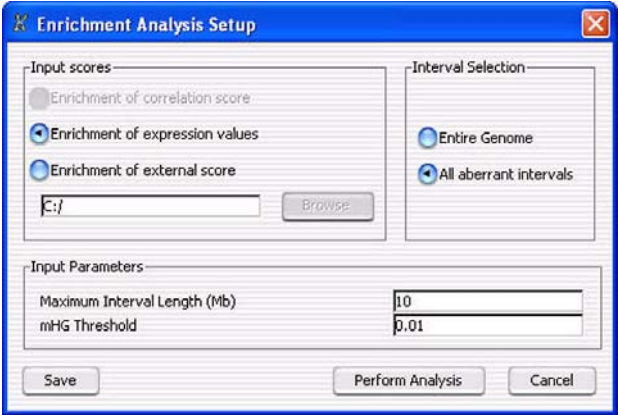 Enrichment Analysis Setup
Input scores
Enrichment of correlation score
Enrichment of expression values
Enrichment of external score
C:/
Browse
Interval Selection
Entire Genome
All aberrant intervals
Input Parameters
Maximum Interval Length (Mb) 10
mHG Threshold 0.01
Save Perform Analysis Cancel